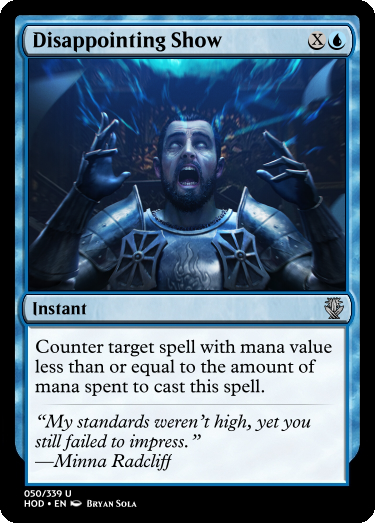 Disappointing Show X
Instant
Counter target spell with mana value
less than or equal to the amount of
mana spent to cast this spell.
“My standards weren’t high, yet you
still failed to impress.”
—Minna Radcliff
050/339 U
HOD • EN Bryan Sola